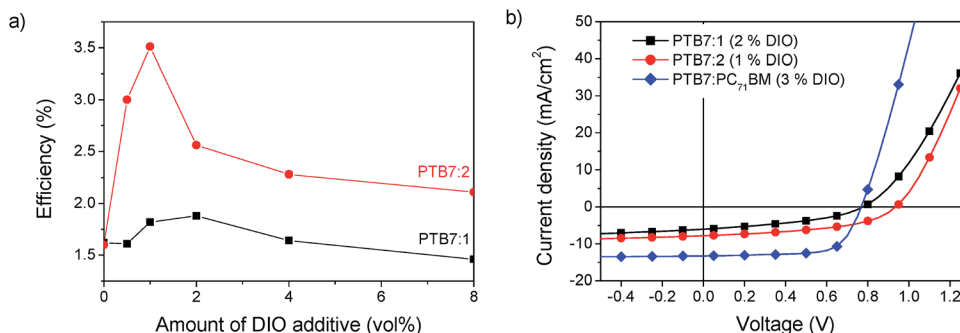 a)
Efficiency (%)
3.5
3.0
2.5
2.0
1.5
PTB7:2
PTB7:1
0 2 4 6 8
Amount of DIO additive (vol%)
b)
Current density (mA/cm²)
50
40
30
20
10
0
-10
-20
PTB7:1 (2 % DIO)
PTB7:2 (1 % DIO)
PTB7:PC₇₁BM (3 % DIO)
-0.4 -0.2 0.0 0.2 0.4 0.6 0.8 1.0 1.2
Voltage (V)